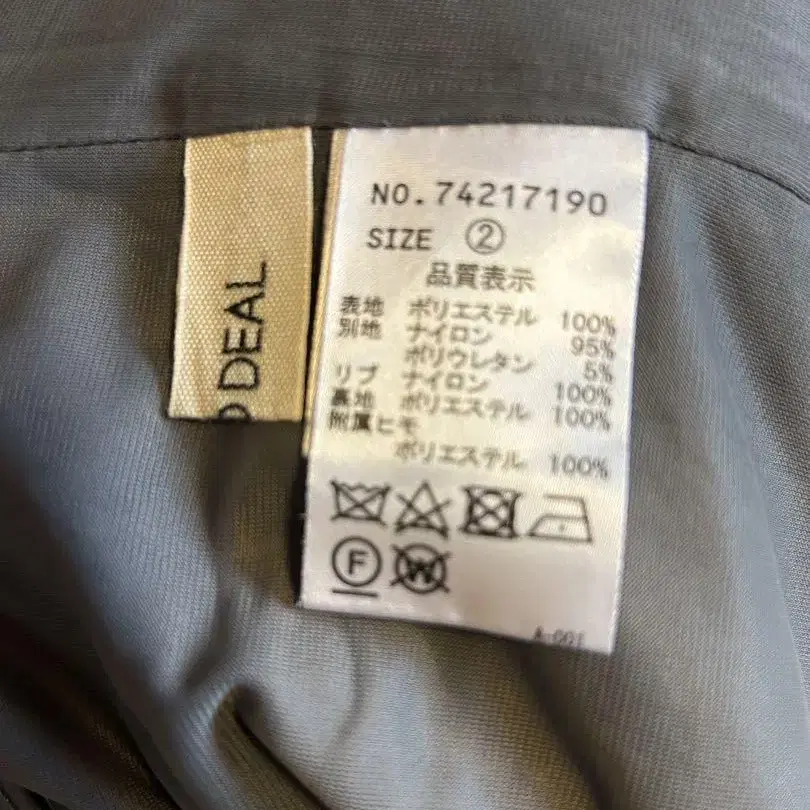 NO. 74217190
SIZE ②
品質表示
表地 ポリエステル 100%
別地 ナイロン 95%
ポリウレタン 5%
リブ ナイロン 100%
裏地 ポリエステル 100%
附属ヒモ
ポリエステル 100%
F
W
DEAL